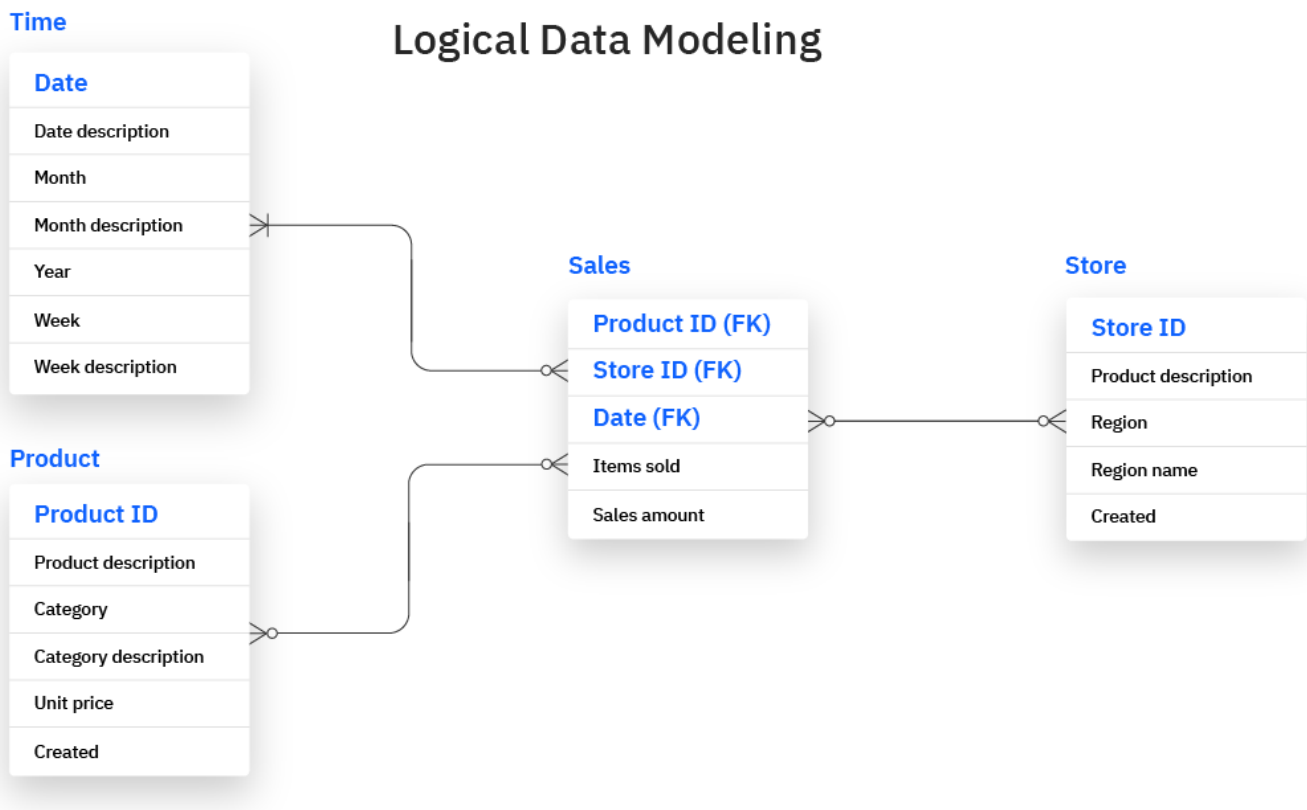 Logical Data Modeling
Time
Date
Date description
Month
Month description
Year
Week
Week description
Product
Product ID
Product description
Category
Category description
Unit price
Created
Sales
Product ID (FK)
Store ID (FK)
Date (FK)
Items sold
Sales amount
Store
Store ID
Product description
Region
Region name
Created